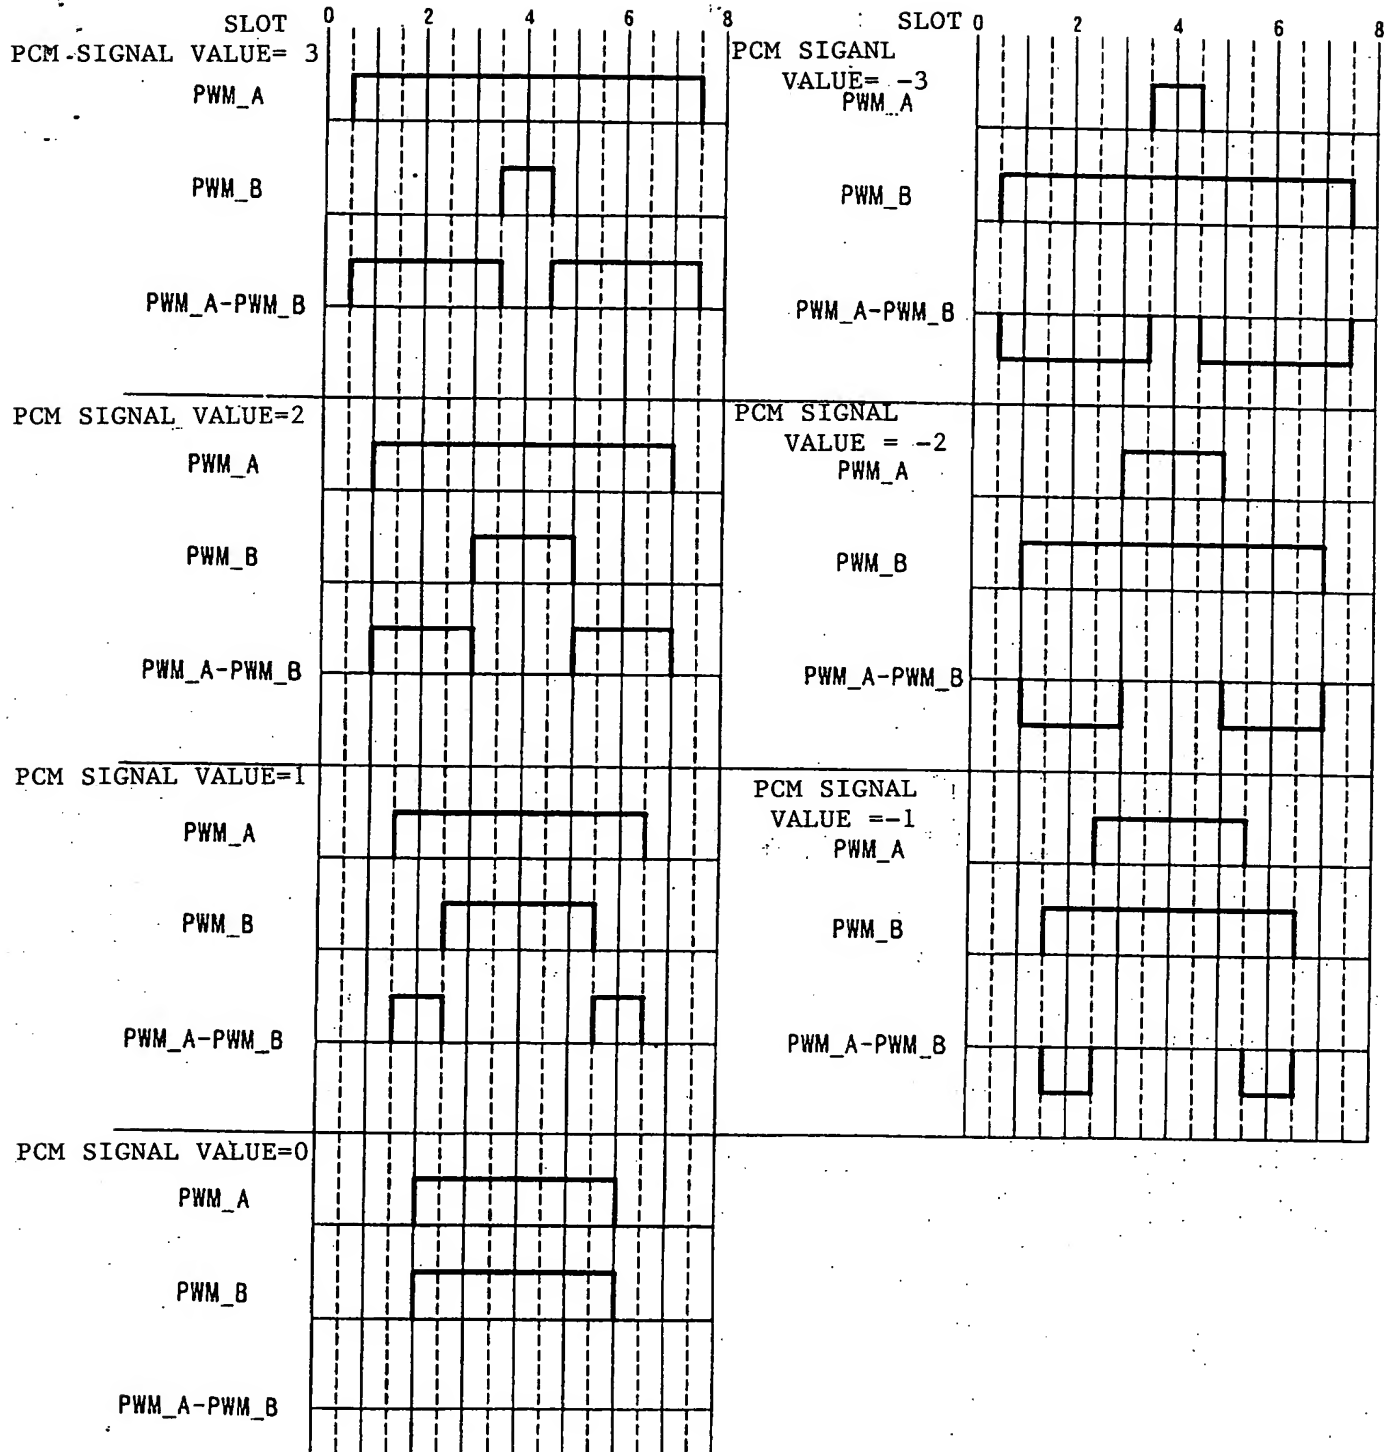 SLOT 0 2 4 6 8
PCM SIGNAL VALUE= 3
PWM_A
PWM_B
PWM_A-PWM_B
PCM SIGNAL VALUE=2
PWM_A
PWM_B
PWM_A-PWM_B
PCM SIGNAL VALUE=1
PWM_A
PWM_B
PWM_A-PWM_B
PCM SIGNAL VALUE=0
PWM_A
PWM_B
PWM_A-PWM_B
SLOT 0 2 4 6 8
PCM SIGANL
VALUE= -3
PWM_A
PWM_B
PWM_A-PWM_B
PCM SIGNAL
VALUE = -2
PWM_A
PWM_B
PWM_A-PWM_B
PCM SIGNAL
VALUE =-1
PWM_A
PWM_B
PWM_A-PWM_B